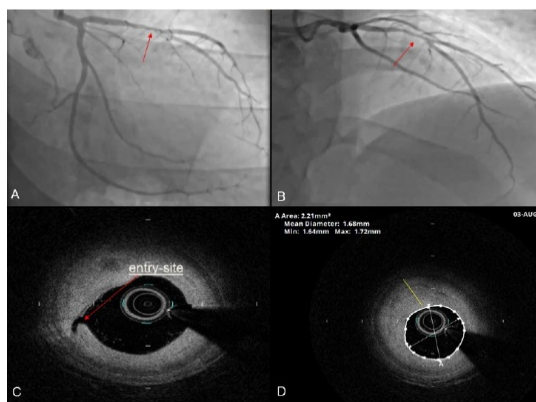 A
B
entry-site
C
A Area: 2.21mm²
Mean Diameter: 1.68mm
Min: 1.64mm Max: 1.72mm
03-AUG
D